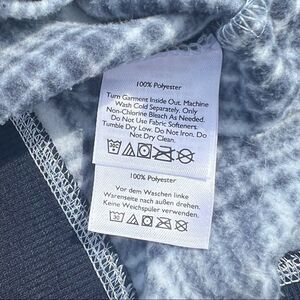 100% Polyester
Turn Garment Inside Out. Machine
Wash Cold Separately. Only
Non-Chlorine Bleach As Needed.
Do Not Use Fabric Softeners.
Tumble Dry Low. Do Not Iron. Do
Not Dry Clean.
100% Polyester
Vor dem Waschen linke
Warenseite nach außen drehen.
Keine Weichspüler verwenden.